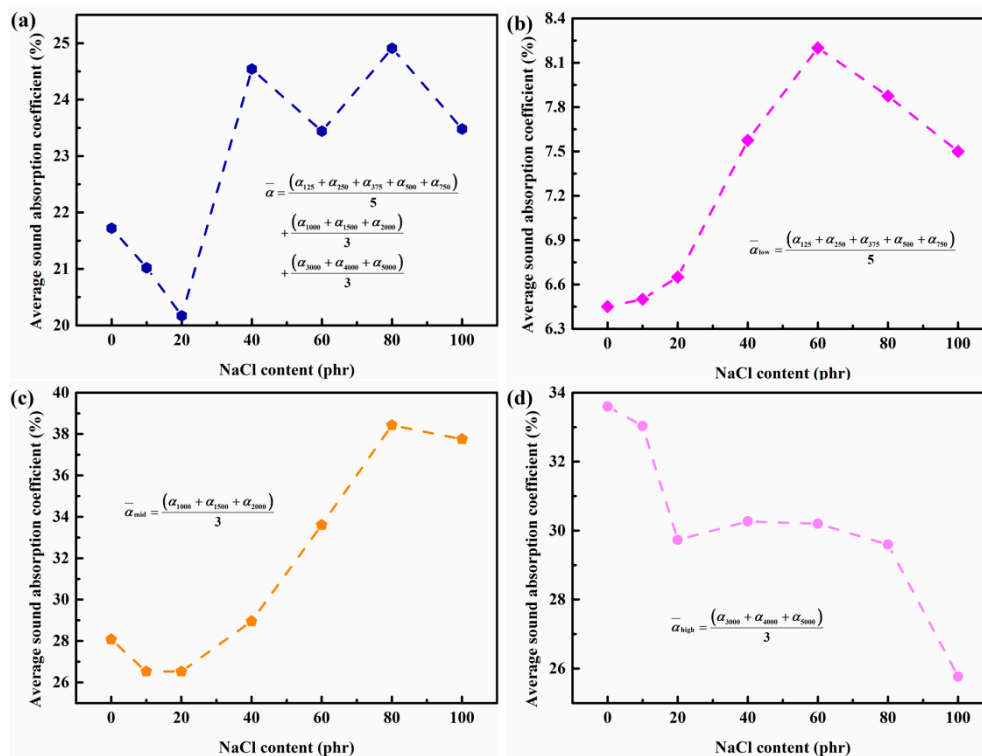 (a)
Average sound absorption coefficient (%)
25
24
23
22
21
20
0 20 40 60 80 100
NaCl content (phr)
α̅ = (α₁₂₅ + α₂₅₀ + α₃₇₅ + α₅₀₀ + α₇₅₀)
5
+ (α₁₀₀₀ + α₁₅₀₀ + α₂₀₀₀)
3
+ (α₃₀₀₀ + α₄₀₀₀ + α₅₀₀₀)
3
(b)
Average sound absorption coefficient (%)
8.4
8.1
7.8
7.5
7.2
6.9
6.6
6.3
0 20 40 60 80 100
NaCl content (phr)
α̅low = (α₁₂₅ + α₂₅₀ + α₃₇₅ + α₅₀₀ + α₇₅₀)
5
(c)
Average sound absorption coefficient (%)
40
38
36
34
32
30
28
26
0 20 40 60 80 100
NaCl content (phr)
α̅mid = (α₁₀₀₀ + α₁₅₀₀ + α₂₀₀₀)
3
(d)
Average sound absorption coefficient (%)
34
33
31
30
29
28
26
0 20 40 60 80 100
NaCl content (phr)
α̅high = (α₃₀₀₀ + α₄₀₀₀ + α₅₀₀₀)
3